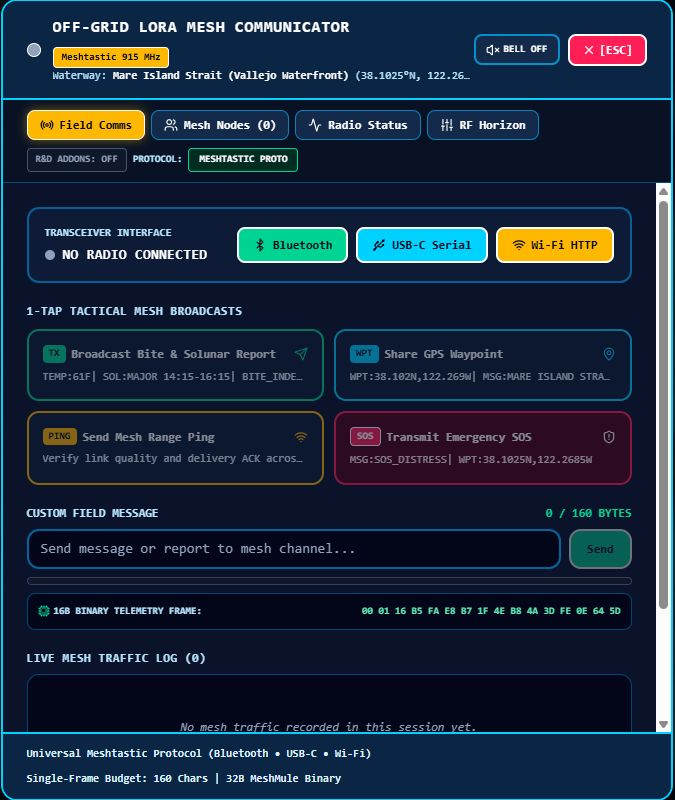 OFF-GRID LORA MESH COMMUNICATOR
Meshtastic 915 MHz
Waterway: Mare Island Strait (Vallejo Waterfront) (38.1025°N, 122.26…
BELL OFF
[ESC]
Field Comms
Mesh Nodes (0)
Radio Status
RF Horizon
R&D ADDONS: OFF
PROTOCOL:
MESHTASTIC PROTO
TRANSCEIVER INTERFACE
NO RADIO CONNECTED
Bluetooth
USB-C Serial
Wi-Fi HTTP
1-TAP TACTICAL MESH BROADCASTS
TX Broadcast Bite & Solunar Report
TEMP:61F| SOL:MAJOR 14:15-16:15| BITE_INDE…
WPT Share GPS Waypoint
WPT:38.102N,122.269W| MSG:MARE ISLAND STRA…
PING Send Mesh Range Ping
Verify link quality and delivery ACK acros…
SOS Transmit Emergency SOS
MSG:SOS_DISTRESS| WPT:38.1025N,122.2685W
CUSTOM FIELD MESSAGE
0 / 160 BYTES
Send message or report to mesh channel...
Send
16B BINARY TELEMETRY FRAME:
00 01 16 B5 FA E8 B7 1F 4E B8 4A 3D FE 0E 64 5D
LIVE MESH TRAFFIC LOG (0)
No mesh traffic recorded in this session yet.
Universal Meshtastic Protocol (Bluetooth • USB-C • Wi-Fi)
Single-Frame Budget: 160 Chars | 32B MeshMule Binary